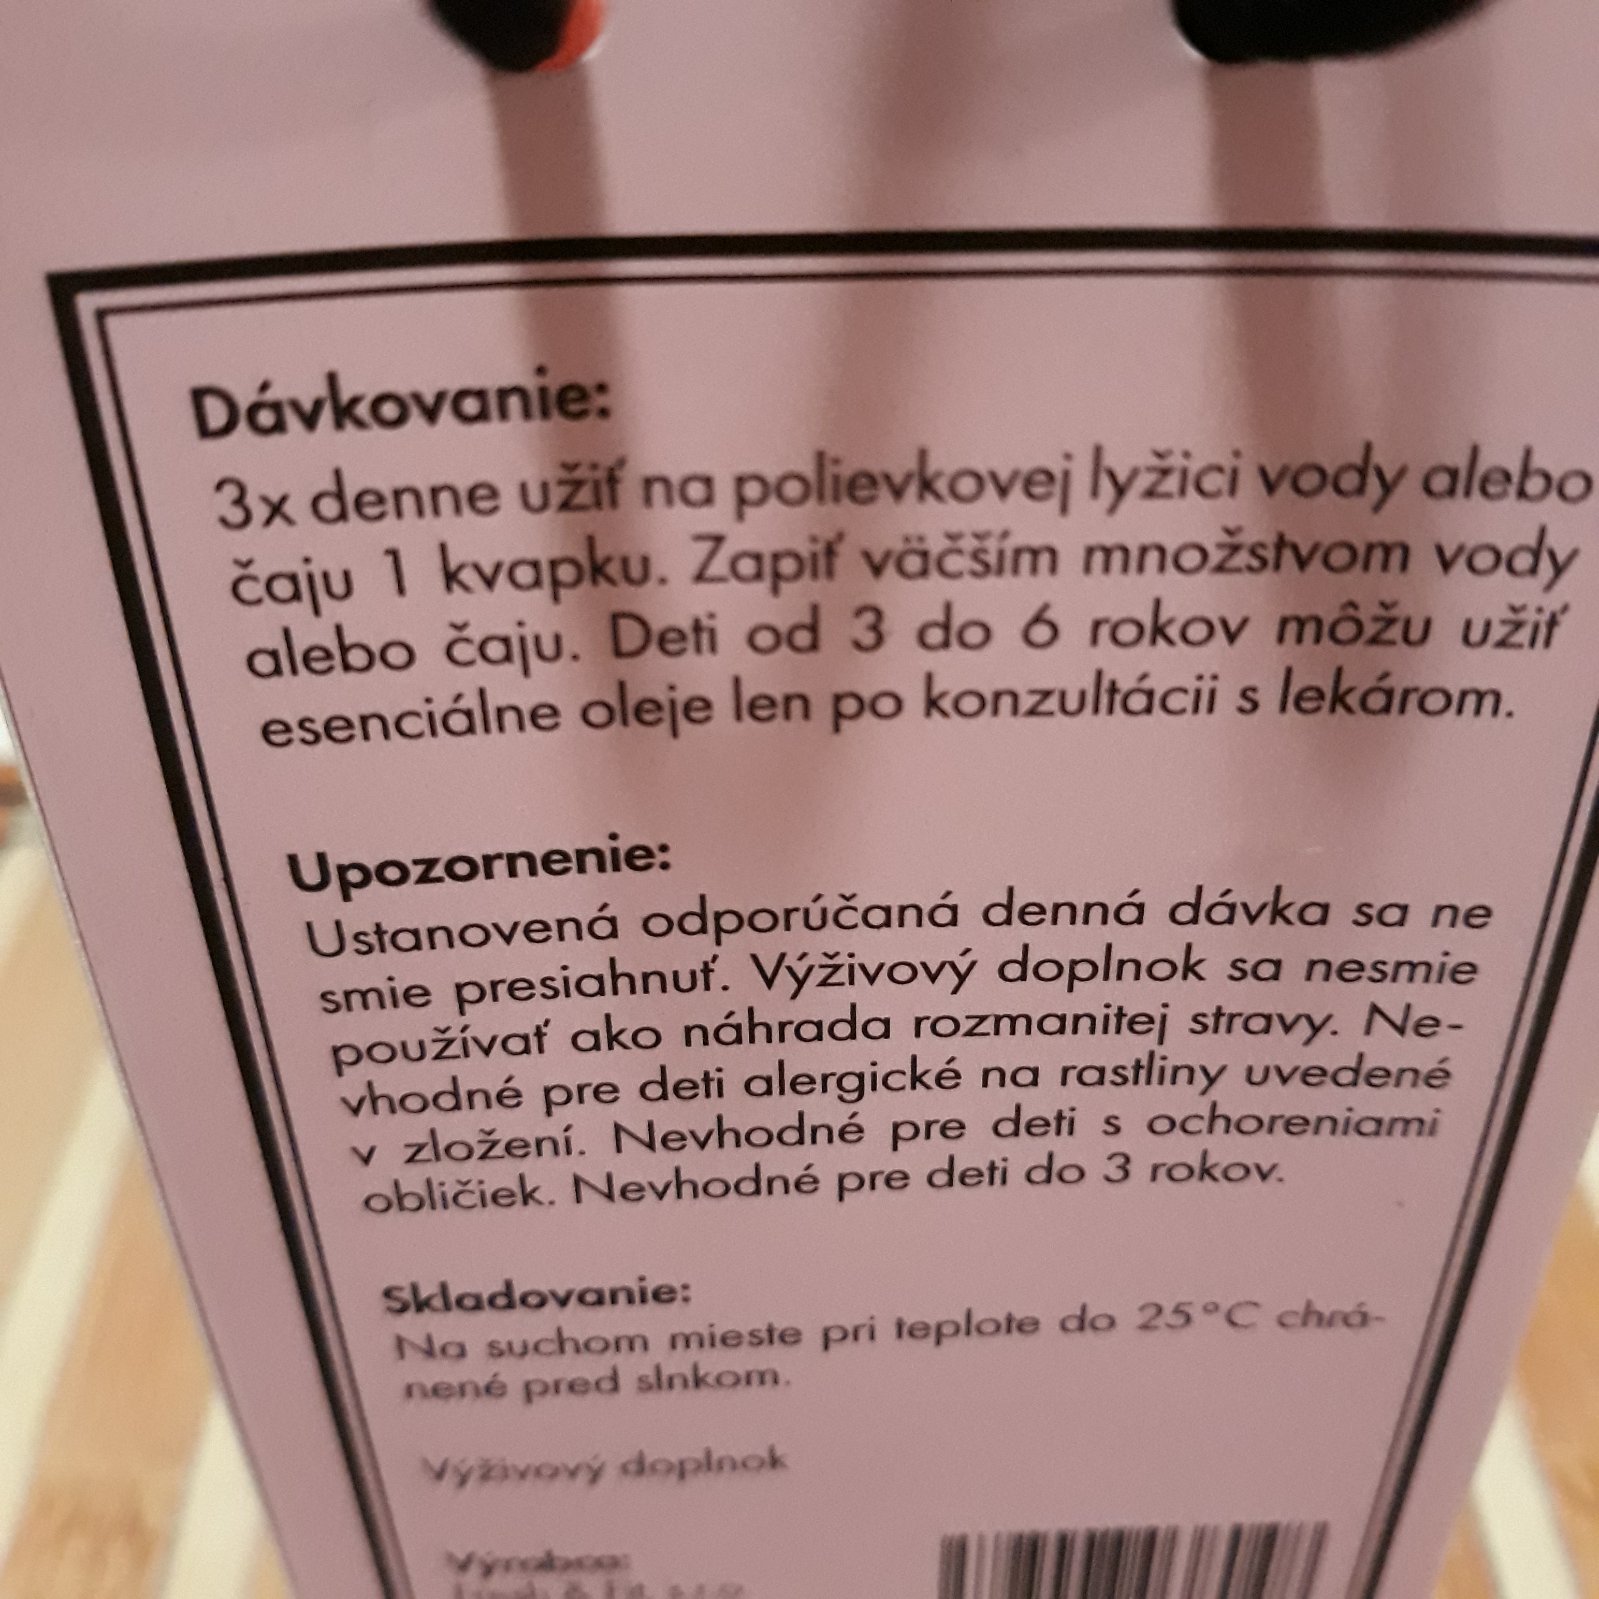 Dávkovanie:
3x denne užiť na polievkovej lyžici vody alebo
čaju 1 kvapku. Zapiť väčším množstvom vody
alebo čaju. Deti od 3 do 6 rokov môžu užiť
esenciálne oleje len po konzultácii s lekárom.
Upozornenie:
Ustanovená odporúčaná denná dávka sa ne
smie presiahnuť. Výživový doplnok sa nesmie
používať ako náhrada rozmanitej stravy. Ne-
vhodné pre deti alergické na rastliny uvedené
v zložení. Nevhodné pre deti s ochoreniami
obličiek. Nevhodné pre deti do 3 rokov.
Skladovanie:
Na suchom mieste pri teplote do 25°C chrá-
nené pred slnkom.
Výživový doplnok
Výrobca: